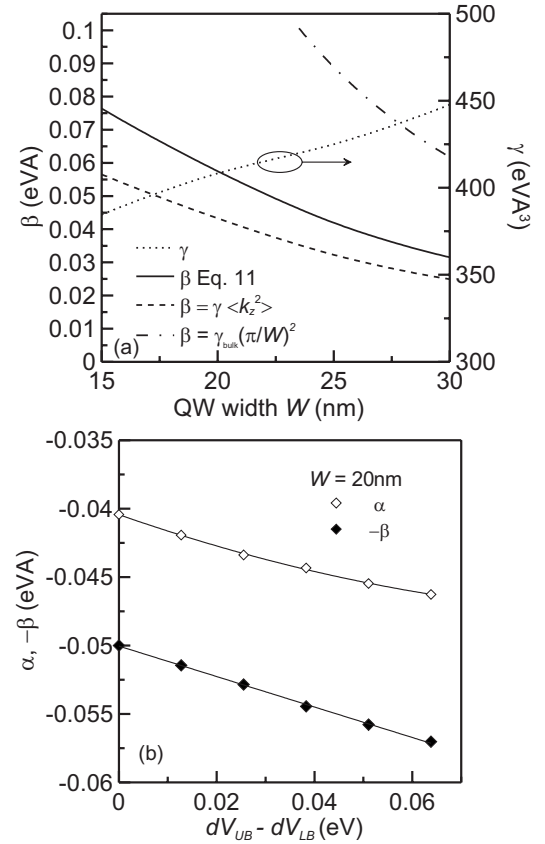 0.1
0.09
0.08
0.07
0.06
0.05
0.04
0.03
0.02
0.01
0
β (eVA)
500
450
400
350
300
γ (eVA³)
γ
β Eq. 11
β = γ <k_z²>
β = γ_bulk(π/W)²
(a)
15 20 25 30
QW width W (nm)
-0.035
-0.04
-0.045
-0.05
-0.055
-0.06
α, −β (eVA)
W = 20nm
α
−β
(b)
0 0.02 0.04 0.06
dV_UB - dV_LB (eV)